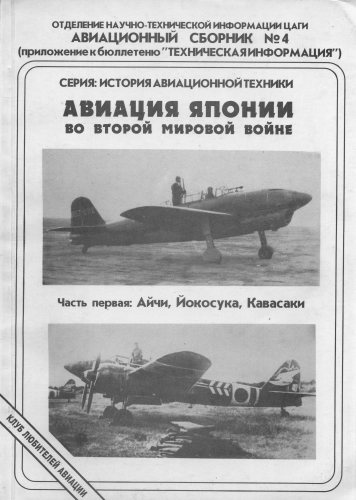 ОТДЕЛЕНИЕ НАУЧНО-ТЕХНИЧЕСКОЙ ИНФОРМАЦИИ ЦАГИ
АВИАЦИОННЫЙ СБОРНИК №4
(приложение к бюллетеню "ТЕХНИЧЕСКАЯ ИНФОРМАЦИЯ")
СЕРИЯ: ИСТОРИЯ АВИАЦИОННОЙ ТЕХНИКИ
АВИАЦИЯ ЯПОНИИ
ВО ВТОРОЙ МИРОВОЙ ВОЙНЕ
Часть первая: Айчи, Йокосука, Кавасаки
КЛУБ ЛЮБИТЕЛЕЙ АВИАЦИИ